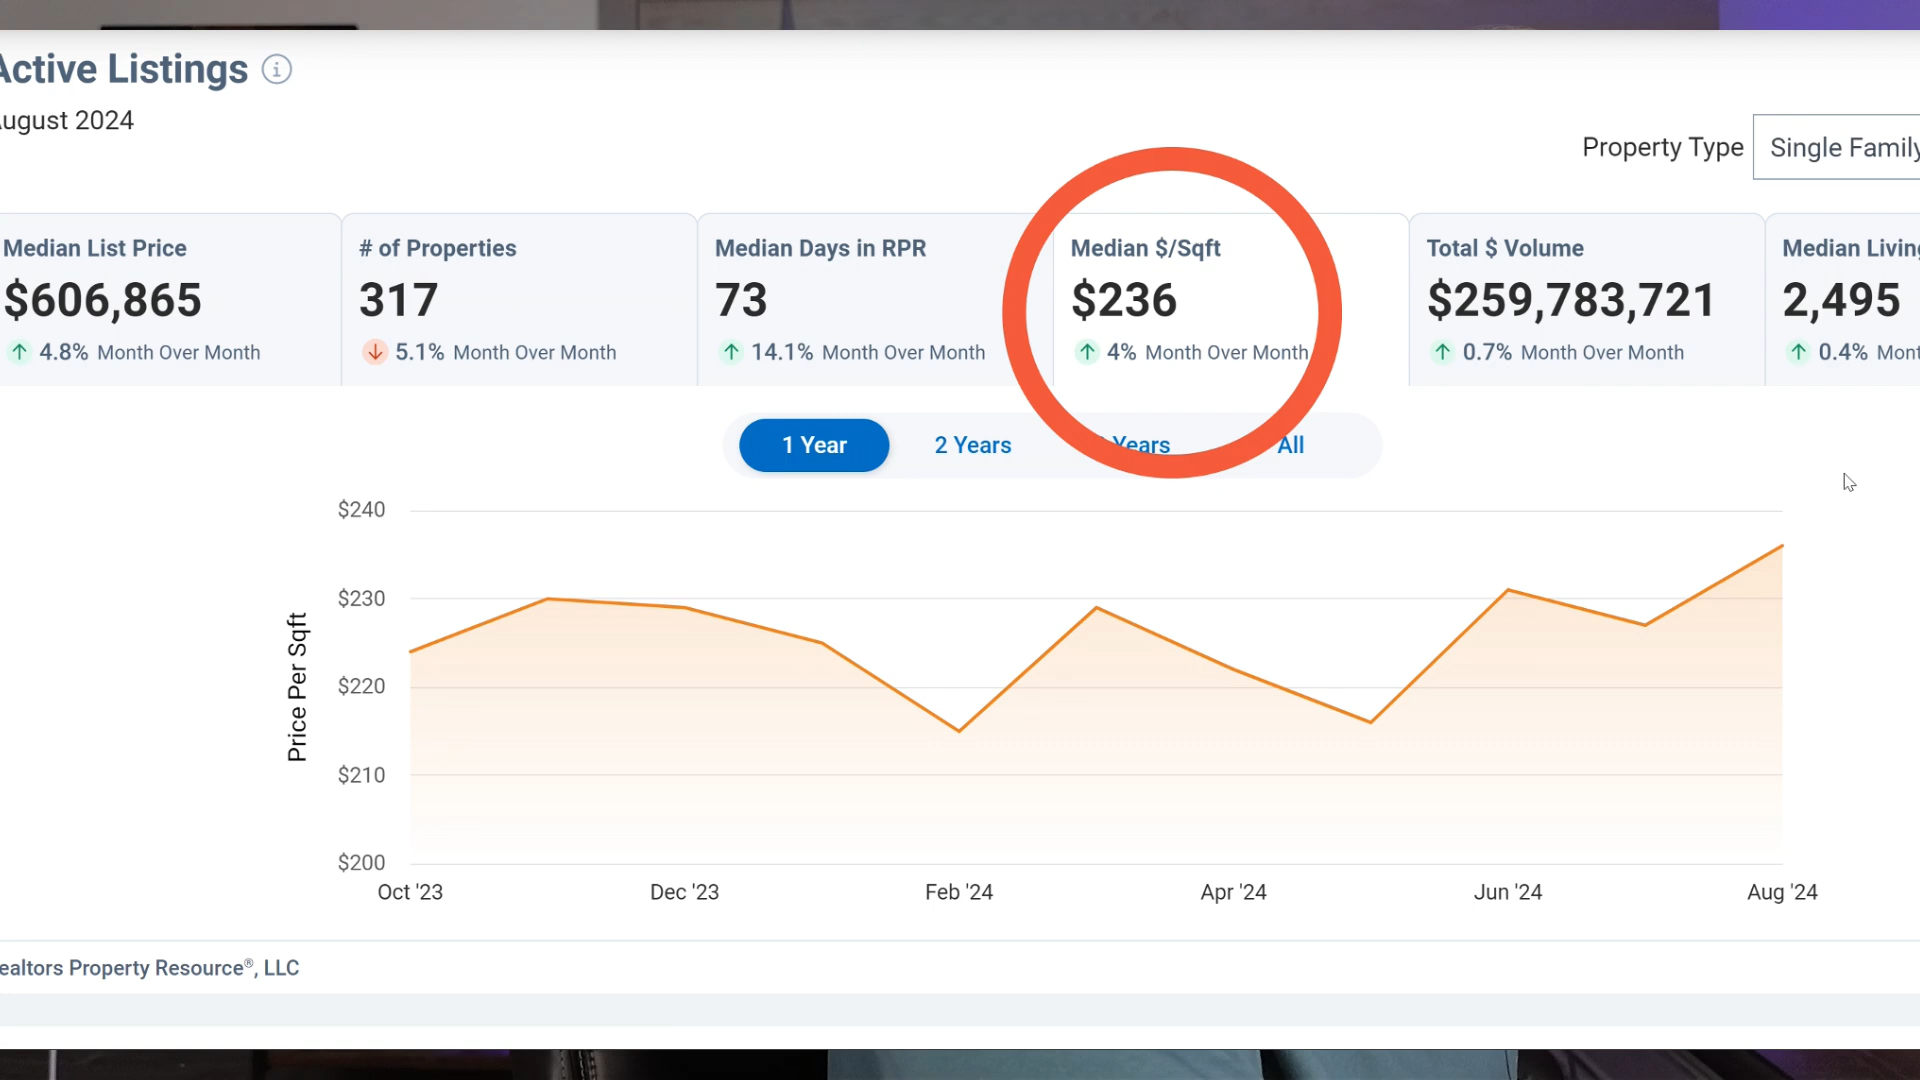 Active Listings
August 2024
Property Type Single Family
Median List Price
$606,865
4.8% Month Over Month
# of Properties
317
5.1% Month Over Month
Median Days in RPR
73
14.1% Month Over Month
Median $/Sqft
$236
4% Month Over Month
Total $ Volume
$259,783,721
0.7% Month Over Month
Median Living
2,495
0.4% Mont
1 Year
2 Years
Years
All
$240
$230
$220
$210
$200
Price Per Sqft
Oct '23
Dec '23
Feb '24
Apr '24
Jun '24
Aug '24
ealtors Property Resource®, LLC